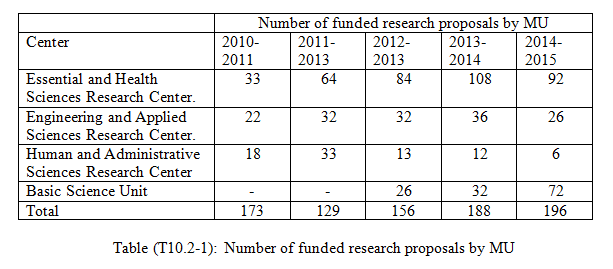 Number of funded research proposals by MU
Center 2010- 2011- 2012- 2013- 2014-
2011 2013 2013 2014 2015
Essential and Health 33 64 84 108 92
Sciences Research Center.
Engineering and Applied 22 32 32 36 26
Sciences Research Center.
Human and Administrative 18 33 13 12 6
Sciences Research Center
Basic Science Unit - - 26 32 72
Total 173 129 156 188 196
Table (T10.2-1): Number of funded research proposals by MU